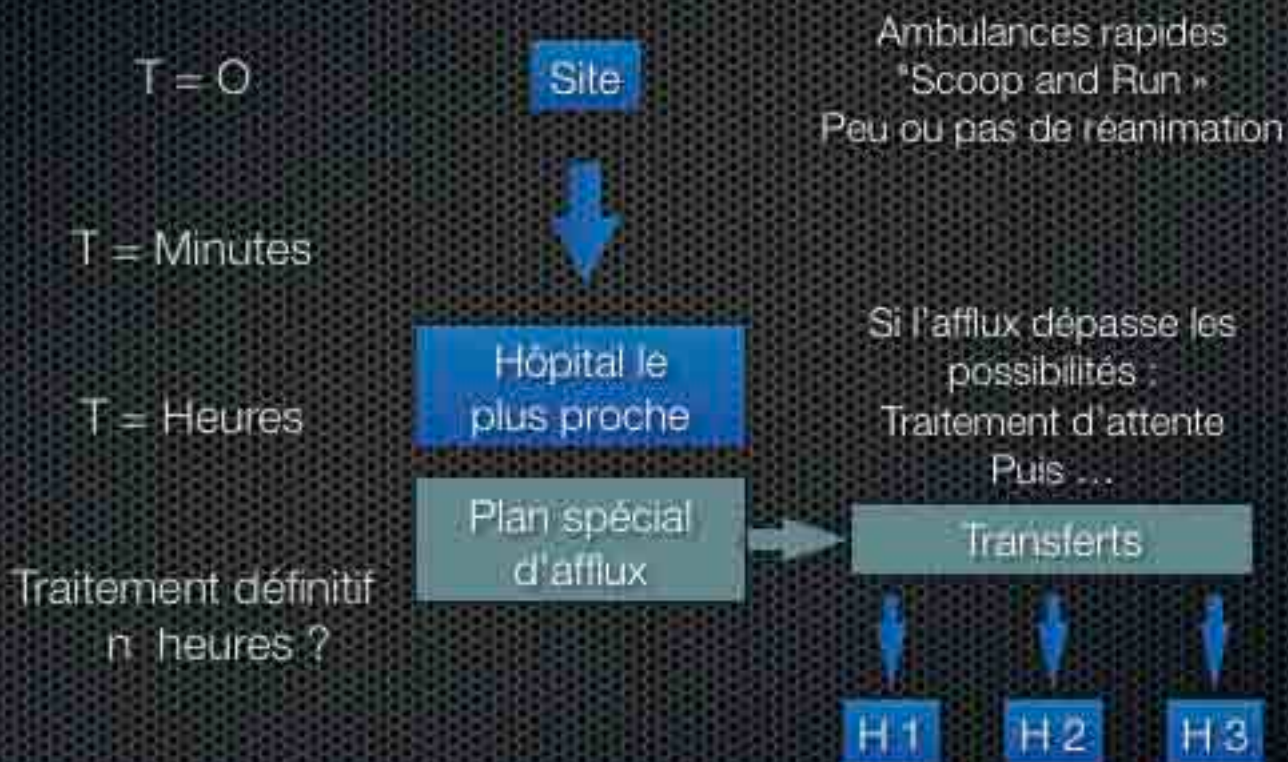 T = O
Site
Ambulances rapides
"Scoop and Run »
Peu ou pas de réanimation
T = Minutes
Hôpital le
plus proche
T = Heures
Si l'afflux dépasse les
possibilités :
Traitement d'attente
Puis ...
Plan spécial
d'afflux
Transferts
Traitement définitif
n heures ?
H 1
H 2
H 3